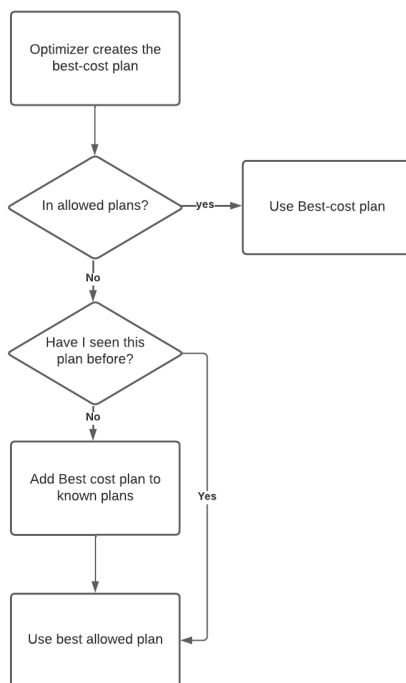 Optimizer creates the
best-cost plan
In allowed plans?
yes
Use Best-cost plan
No
Have I seen this
plan before?
No
Add Best cost plan to
known plans
Yes
Use best allowed plan